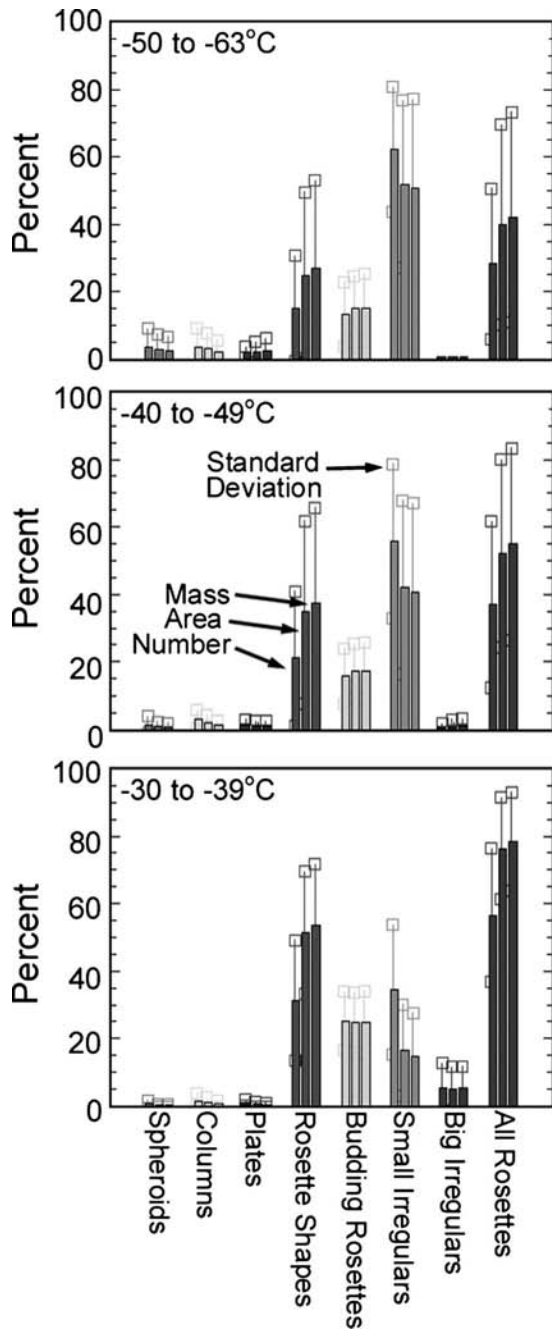 -50 to -63°C
100
80
60
40
20
0
Percent
-40 to -49°C
100
80
60
40
20
0
Percent
Standard
Deviation
Mass
Area
Number
-30 to -39°C
100
80
60
40
20
0
Percent
Spheroids
Columns
Plates
Rosette Shapes
Budding Rosettes
Small Irregulars
Big Irregulars
All Rosettes